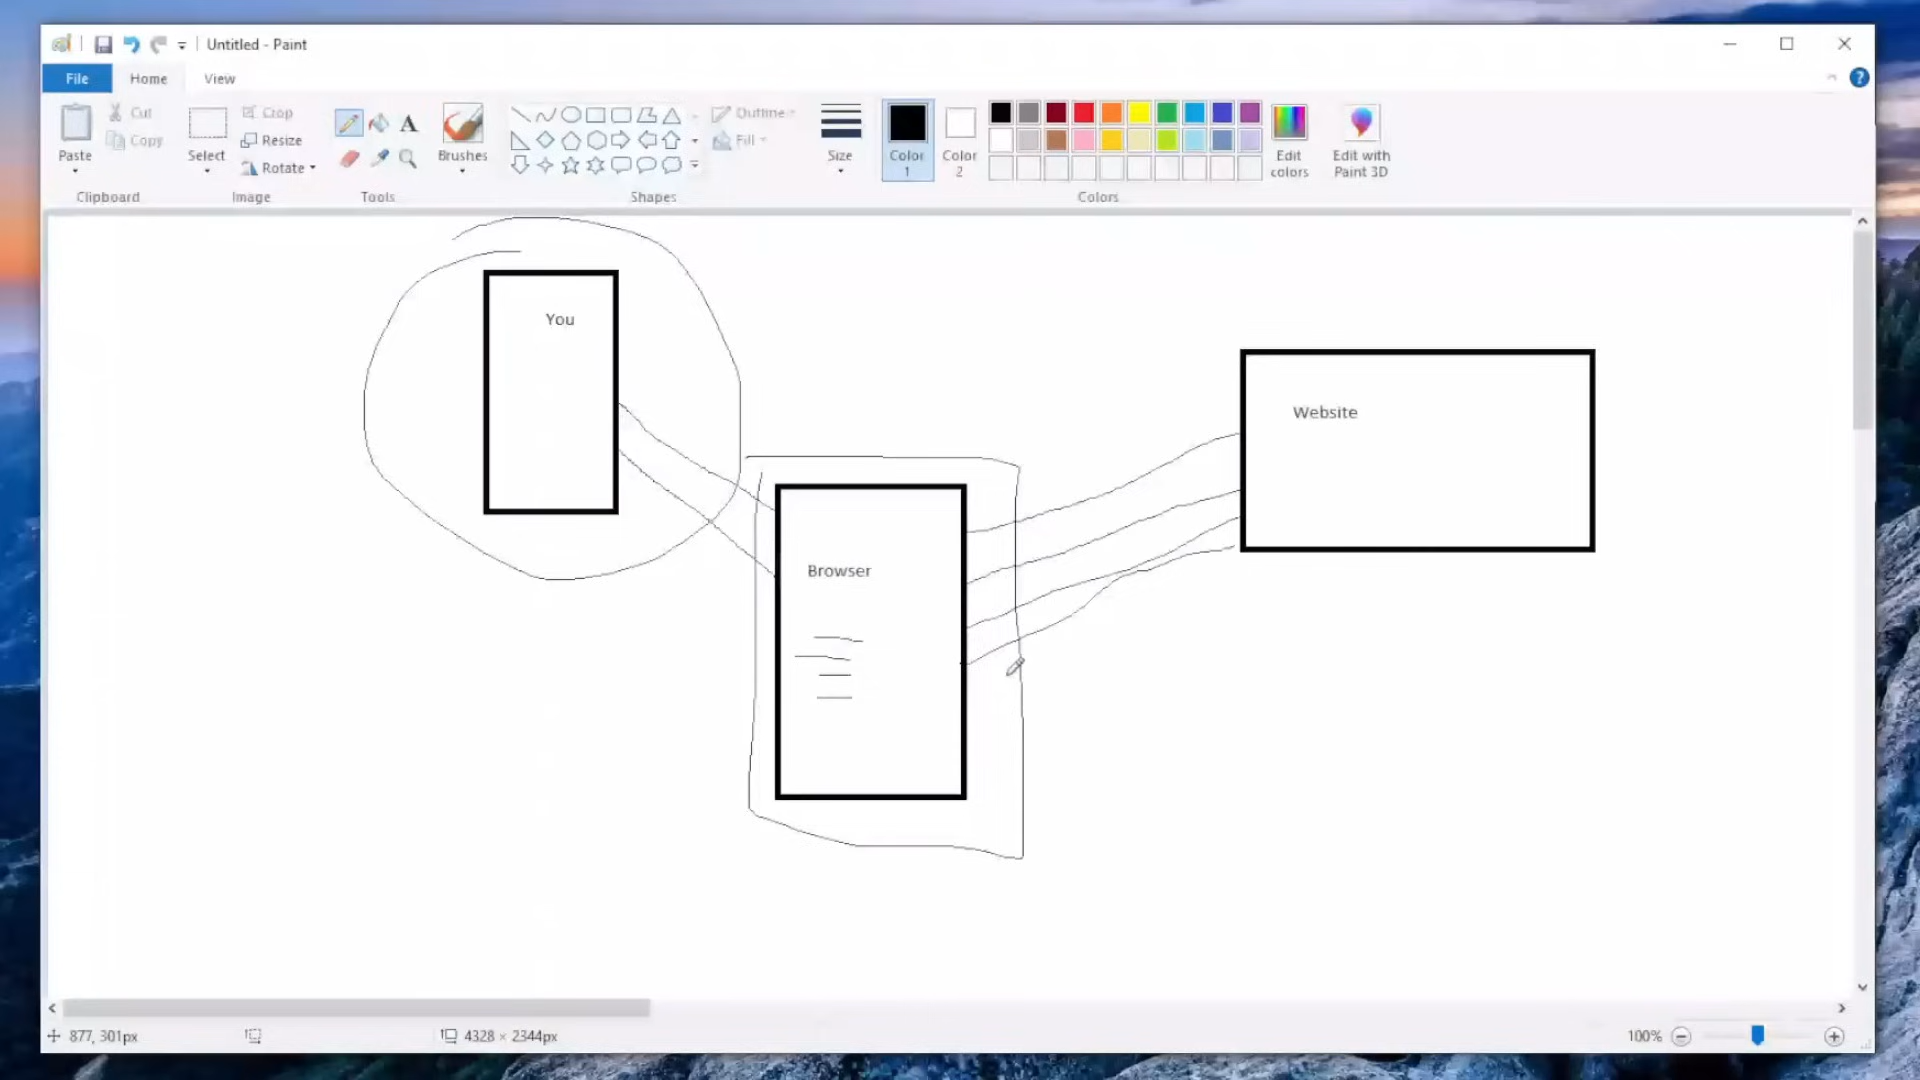 Untitled - Paint
File
Home
View
Paste
Cut
Copy
Clipboard
Select
Crop
Resize
Rotate
Image
Tools
Brushes
Shapes
Outline
Fill
Size
Color
1
Color
2
Colors
Edit
colors
Edit with
Paint 3D
You
Website
Browser
877, 301px
4328 × 2344px
100%